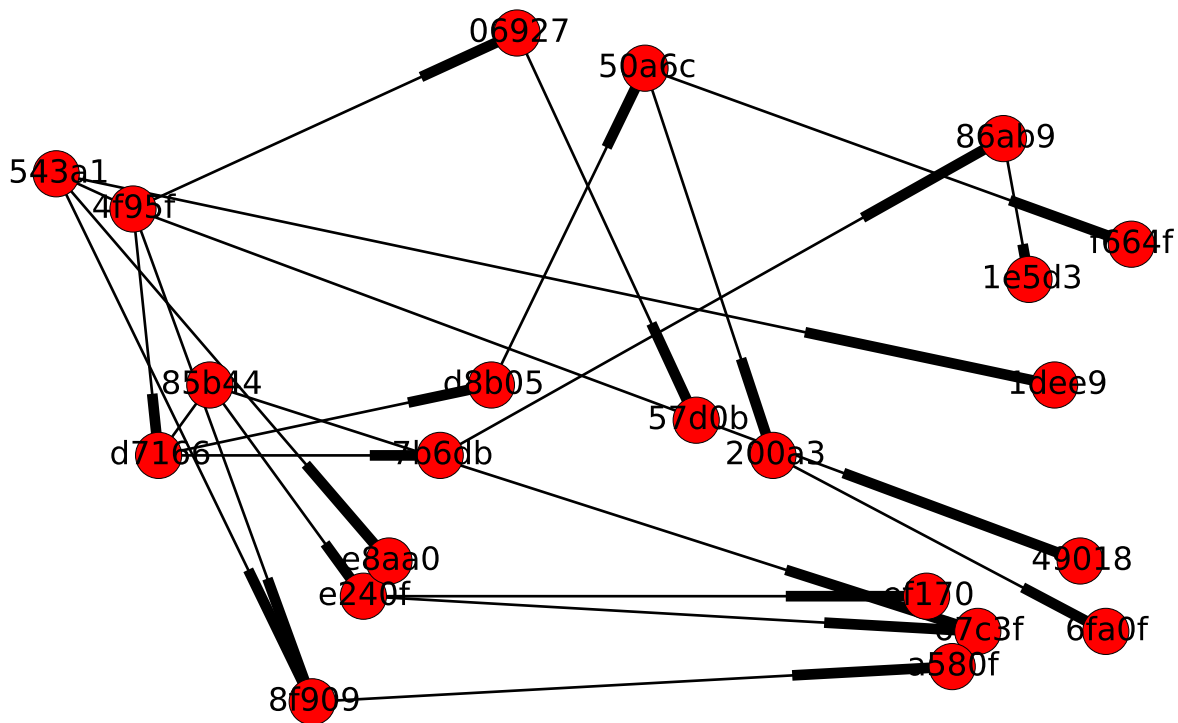 06927
50a6c
86ab9
543a1
4f95f
f664f
1e5d3
85b44
d8b05
1dee9
57d0b
d7166
7b6db
200a3
e8aa0
49018
e240f
ef170
67c3f
6fa0f
a580f
8f909